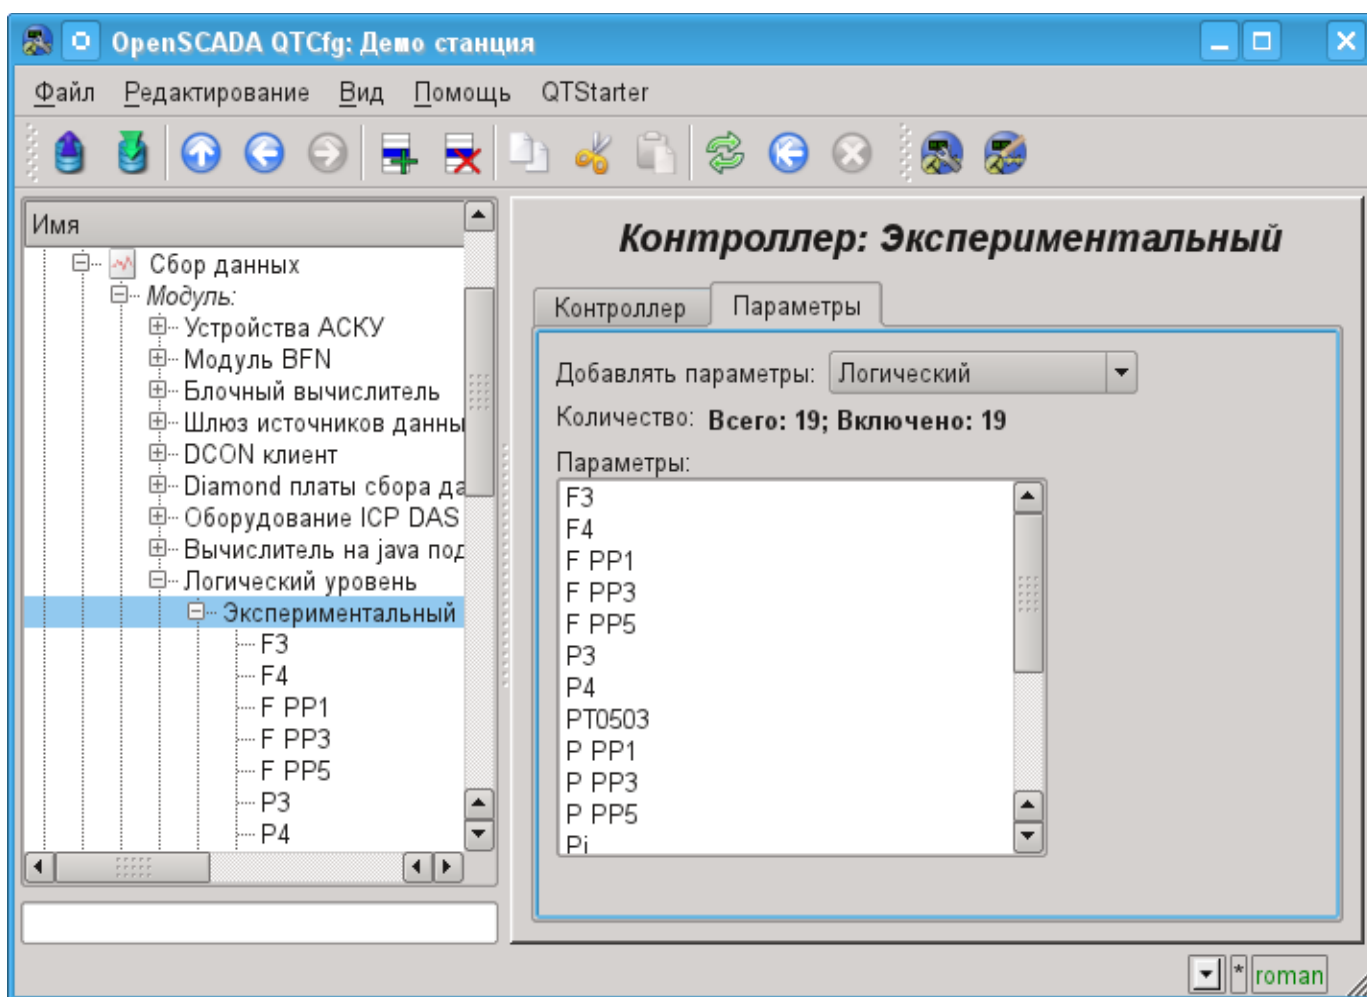 OpenSCADA QTCfg: Демо станция
Файл Редактирование Вид Помощь QTStarter
Имя
Сбор данных
Модуль:
Устройства АСКУ
Модуль BFN
Блочный вычислитель
Шлюз источников данны
DCON клиент
Diamond платы сбора да
Оборудование ICP DAS
Вычислитель на java под
Логический уровень
Экспериментальный
F3
F4
F PP1
F PP3
F PP5
P3
P4
Контроллер: Экспериментальный
Контроллер Параметры
Добавлять параметры: Логический
Количество: Всего: 19; Включено: 19
Параметры:
F3
F4
F PP1
F PP3
F PP5
P3
P4
PT0503
P PP1
P PP3
P PP5
Pi
* roman